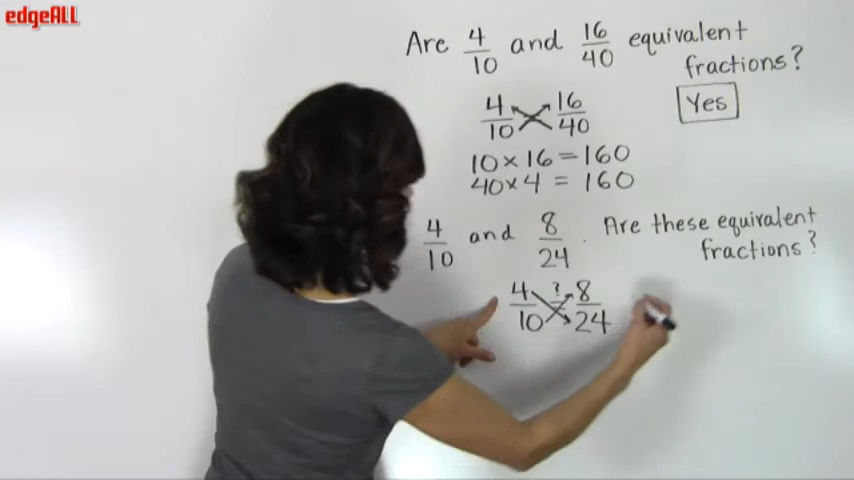 edgeALL
Are 4/10 and 16/40 equivalent
fractions?
Yes
4/10 16/40
10 × 16 = 160
40 × 4 = 160
4/10 and 8/24. Are these equivalent
fractions?
4/10 ?= 8/24